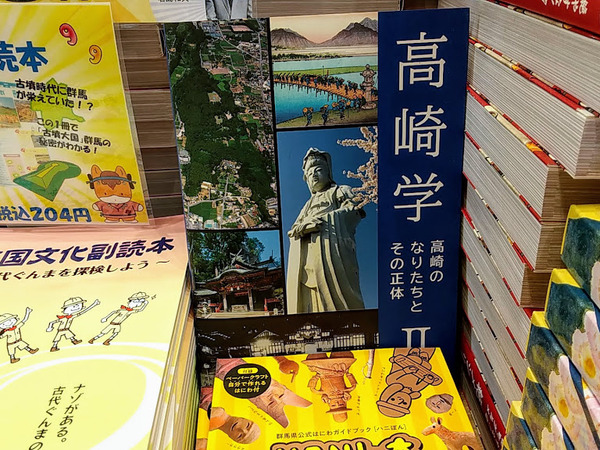 読本
古墳時代に群馬
が栄えていた！？
この1冊で
「古墳大国」群馬の
秘密がわかる！
税込204円
国文化副読本
代ぐんまを探検しよう～
ナゾがある。
古代ぐんまの
高崎学
高崎の
なりたちと
その正体
II
付録
ペーパークラフト
自分で作れる
はにわ付
群馬県公式はにわガイドブック（ハニぽん）